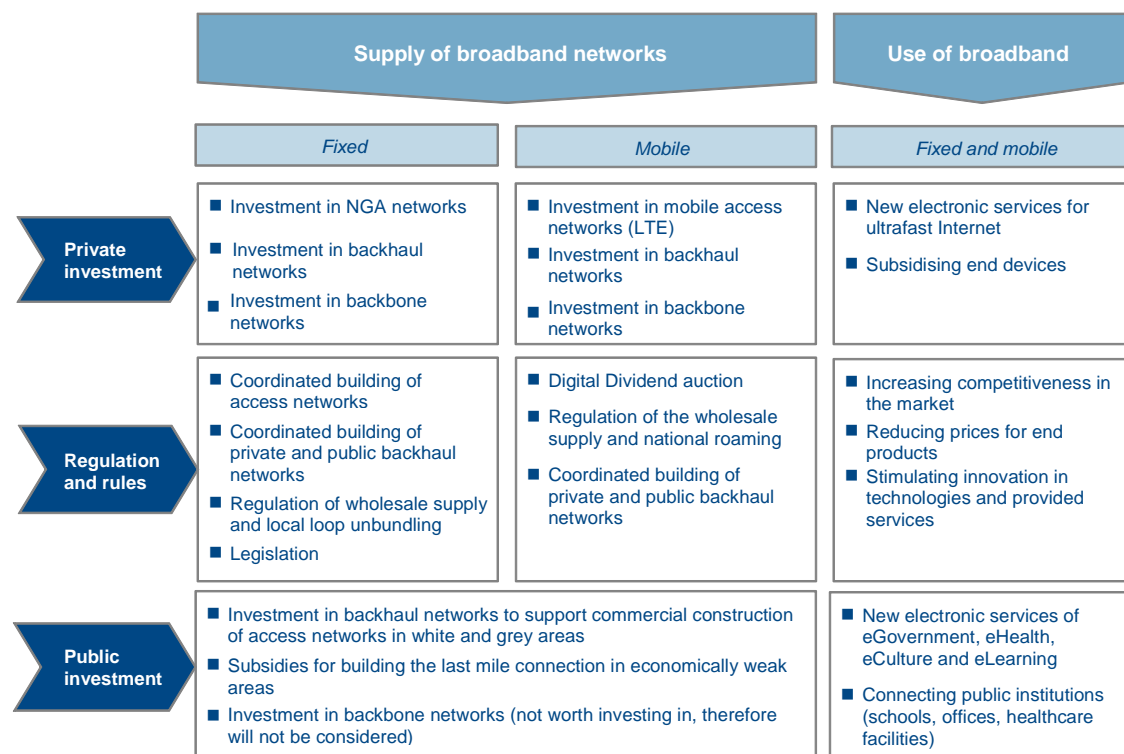 Supply of broadband networks
Use of broadband
Fixed
Mobile
Fixed and mobile
Private
investment
Investment in NGA networks
Investment in backhaul
networks
Investment in backbone
networks
Investment in mobile access
networks (LTE)
Investment in backhaul
networks
Investment in backbone
networks
New electronic services for
ultrafast Internet
Subsidising end devices
Regulation
and rules
Coordinated building of
access networks
Coordinated building of
private and public backhaul
networks
Regulation of wholesale supply
and local loop unbundling
Legislation
Digital Dividend auction
Regulation of the wholesale
supply and national roaming
Coordinated building of
private and public backhaul
networks
Increasing competitiveness in
the market
Reducing prices for end
products
Stimulating innovation in
technologies and provided
services
Public
investment
Investment in backhaul networks to support commercial construction
of access networks in white and grey areas
Subsidies for building the last mile connection in economically weak
areas
Investment in backbone networks (not worth investing in, therefore
will not be considered)
New electronic services of
eGovernment, eHealth,
eCulture and eLearning
Connecting public institutions
(schools, offices, healthcare
facilities)